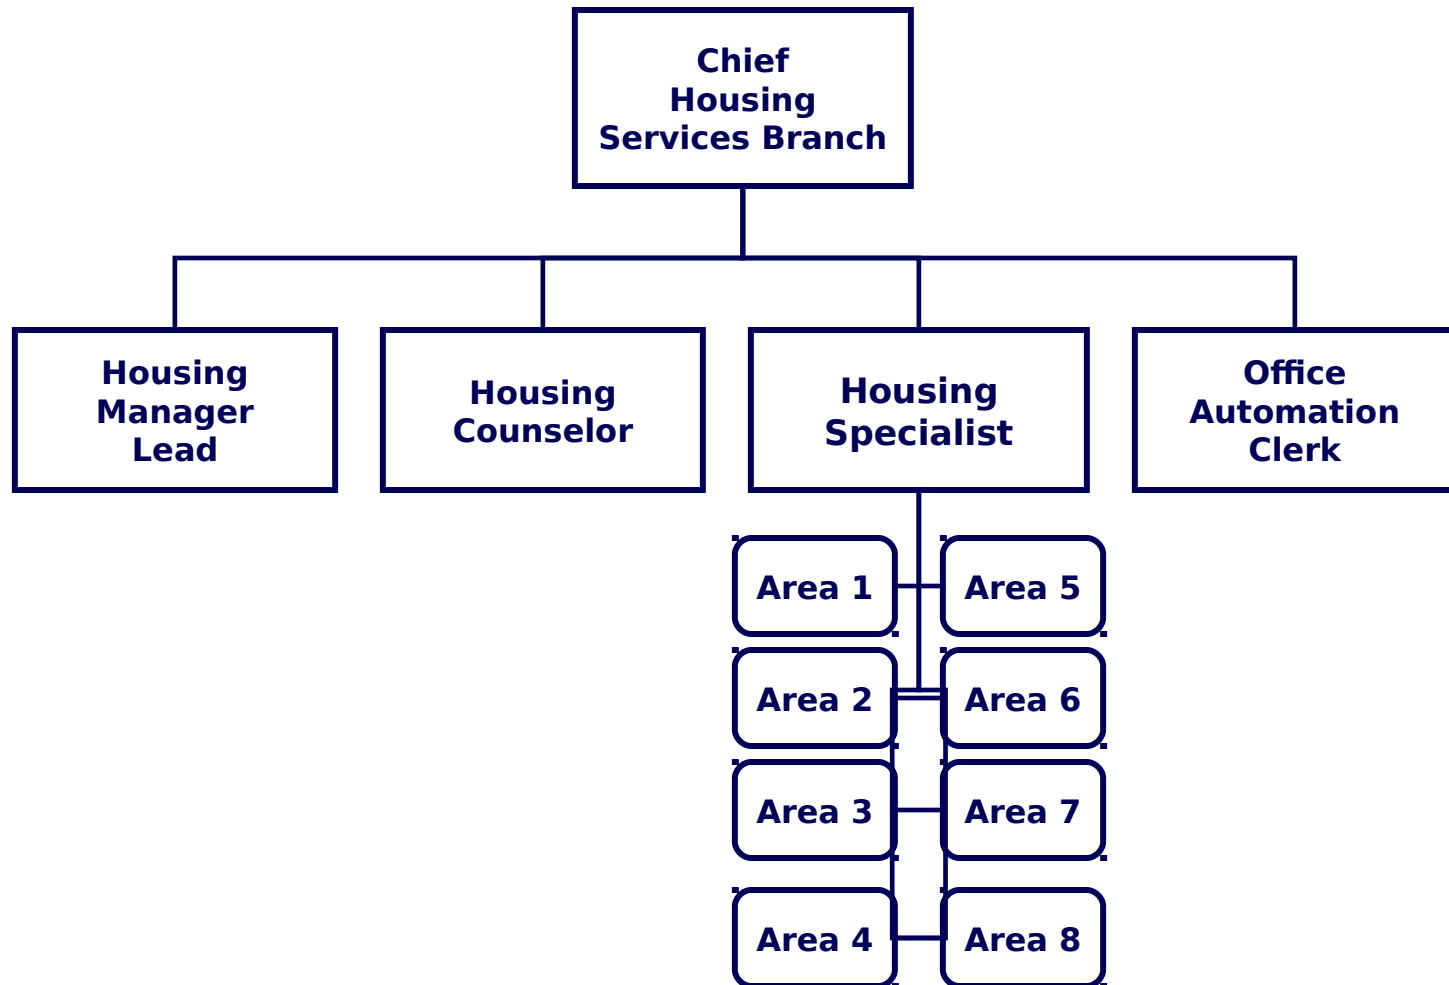 Chief
Housing
Services Branch
Housing
Manager
Lead
Housing
Counselor
Housing
Specialist
Office
Automation
Clerk
Area 1
Area 5
Area 2
Area 6
Area 3
Area 7
Area 4
Area 8